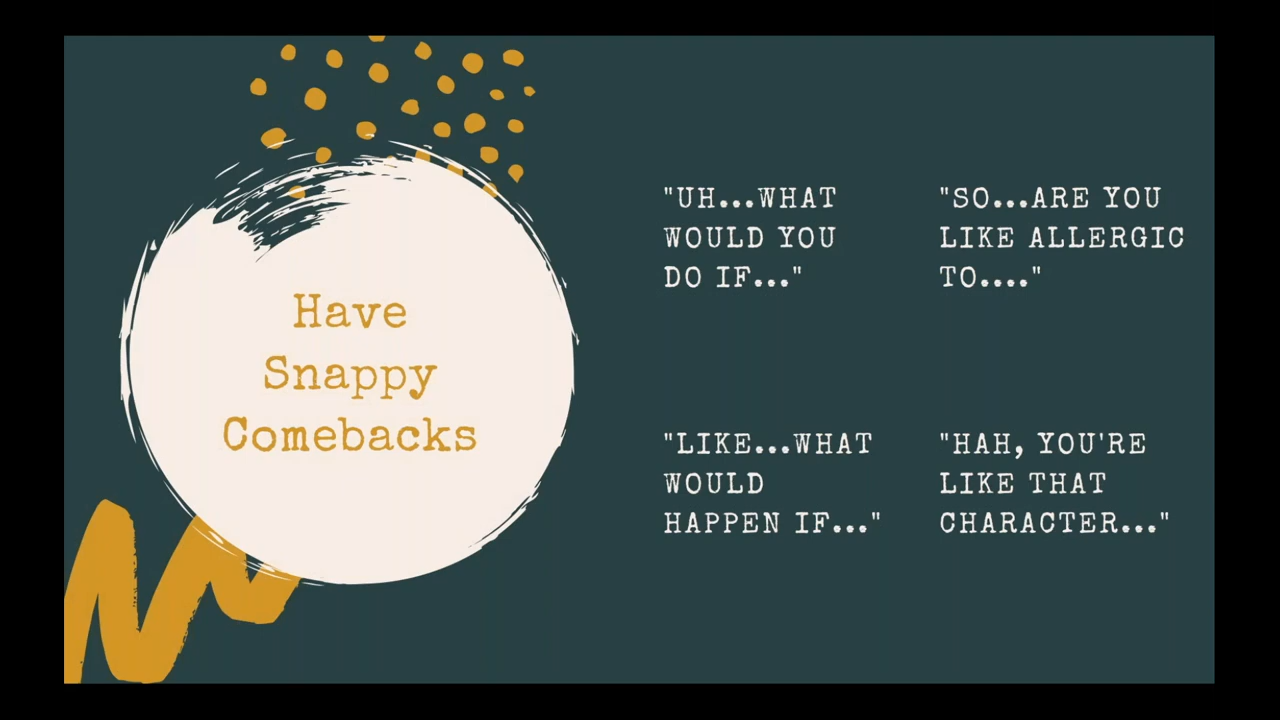 Have
Snappy
Comebacks
"UH...WHAT
WOULD YOU
DO IF..."
"SO...ARE YOU
LIKE ALLERGIC
TO...."
"LIKE...WHAT
WOULD
HAPPEN IF..."
"HAH, YOU'RE
LIKE THAT
CHARACTER..."